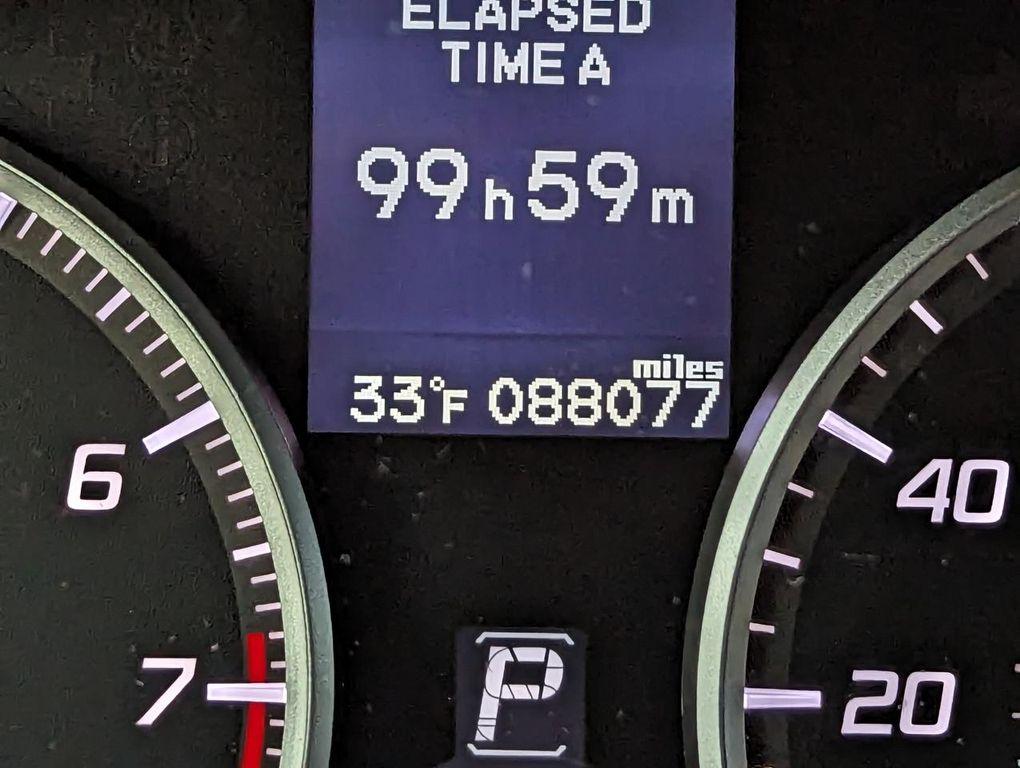 ELAPSED
TIME A
99h59m
miles
33°F 088077
6
7
40
20
P